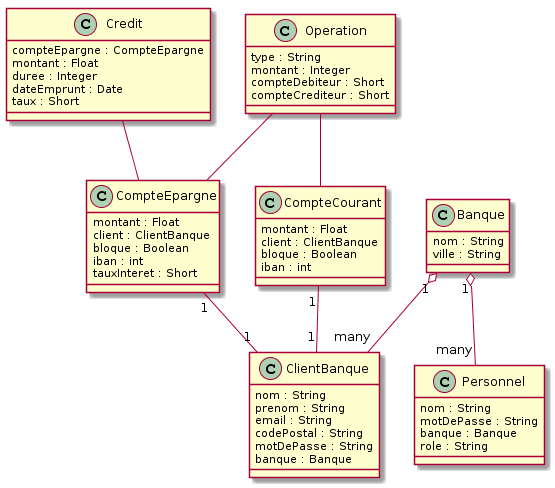 C Credit
compteEpargne : CompteEpargne
montant : Float
duree : Integer
dateEmprunt : Date
taux : Short
C Operation
type : String
montant : Integer
compteDebiteur : Short
compteCrediteur : Short
C CompteEpargne
montant : Float
client : ClientBanque
bloque : Boolean
iban : int
tauxInteret : Short
C CompteCourant
montant : Float
client : ClientBanque
bloque : Boolean
iban : int
C Banque
nom : String
ville : String
1
1
1
1
1
1
many
many
C ClientBanque
nom : String
prenom : String
email : String
codePostal : String
motDePasse : String
banque : Banque
C Personnel
nom : String
motDePasse : String
banque : Banque
role : String